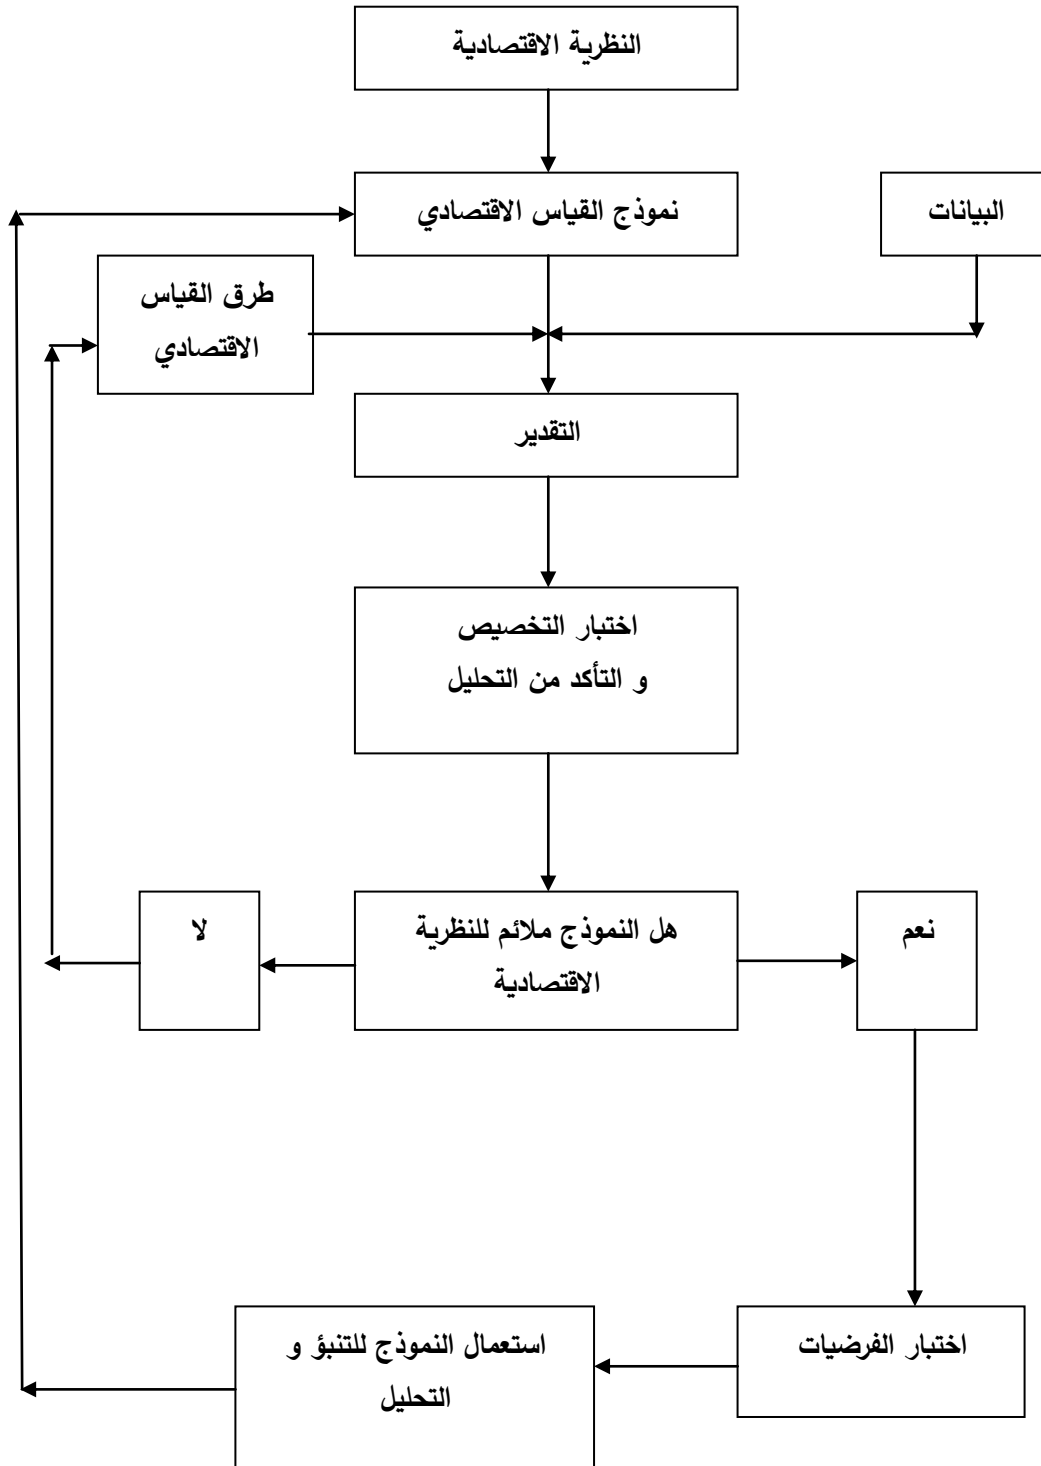 النظرية الاقتصادية
نموذج القياس الاقتصادي
البيانات
طرق القياس
الاقتصادي
التقدير
اختبار التخصيص
و التأكد من التحليل
هل النموذج ملائم للنظرية
الاقتصادية
نعم
لا
اختبار الفرضيات
استعمال النموذج للتنبؤ و
التحليل